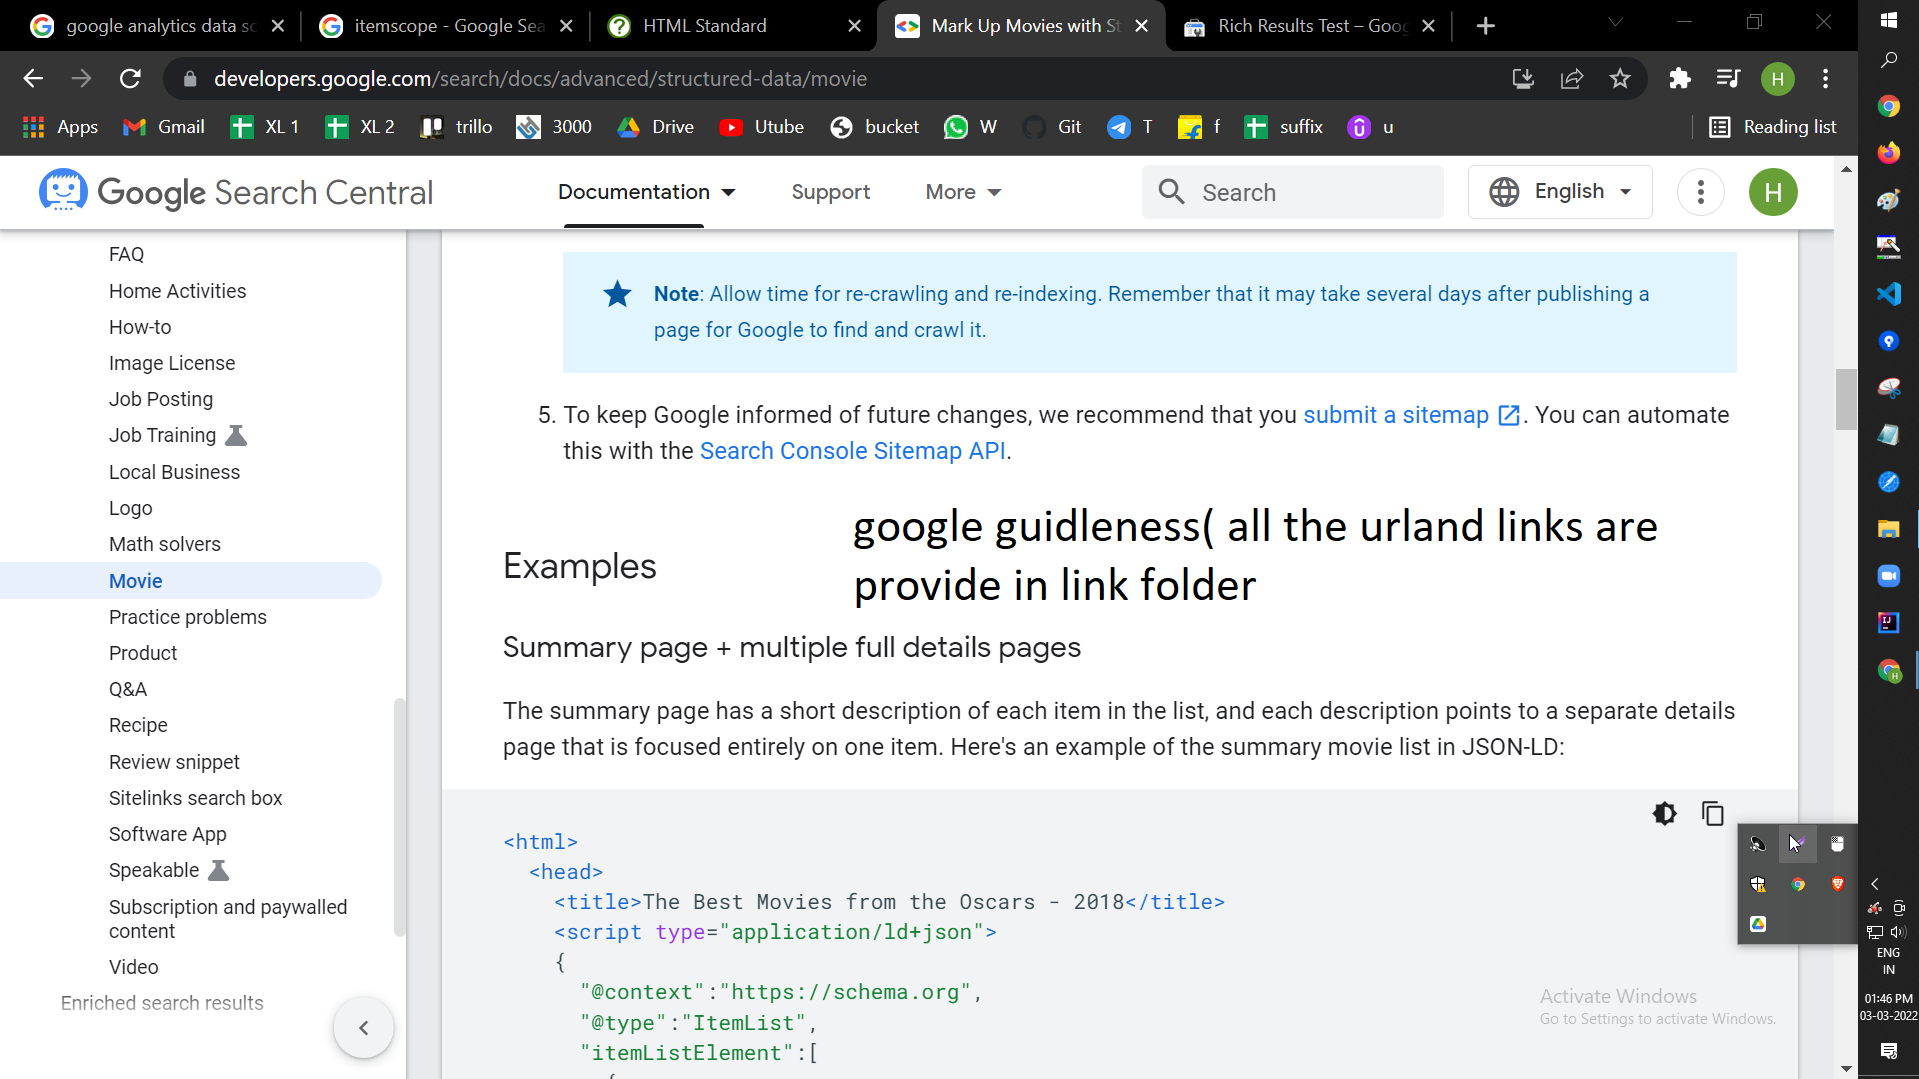 google analytics data sc
itemscope - Google Sea
HTML Standard
Mark Up Movies with St
Rich Results Test – Goog
developers.google.com/search/docs/advanced/structured-data/movie
Apps
Gmail
XL 1
XL 2
trillo
3000
Drive
Utube
bucket
W
Git
T
f
suffix
u
Reading list
H
Google Search Central
Documentation
Support
More
Search
English
H
FAQ
Home Activities
How-to
Image License
Job Posting
Job Training
Local Business
Logo
Math solvers
Movie
Practice problems
Product
Q&A
Recipe
Review snippet
Sitelinks search box
Software App
Speakable
Subscription and paywalled
content
Video
Enriched search results
Note: Allow time for re-crawling and re-indexing. Remember that it may take several days after publishing a
page for Google to find and crawl it.
5. To keep Google informed of future changes, we recommend that you submit a sitemap. You can automate
this with the Search Console Sitemap API.
google guidleness( all the urland links are
provide in link folder
Examples
Summary page + multiple full details pages
The summary page has a short description of each item in the list, and each description points to a separate details
page that is focused entirely on one item. Here's an example of the summary movie list in JSON-LD:
<html>
<head>
<title>The Best Movies from the Oscars - 2018</title>
<script type="application/ld+json">
{
"@context":"https://schema.org",
"@type":"ItemList",
"itemListElement":[
Activate Windows
Go to Settings to activate Windows.
ENG
IN
01:46 PM
03-03-2022